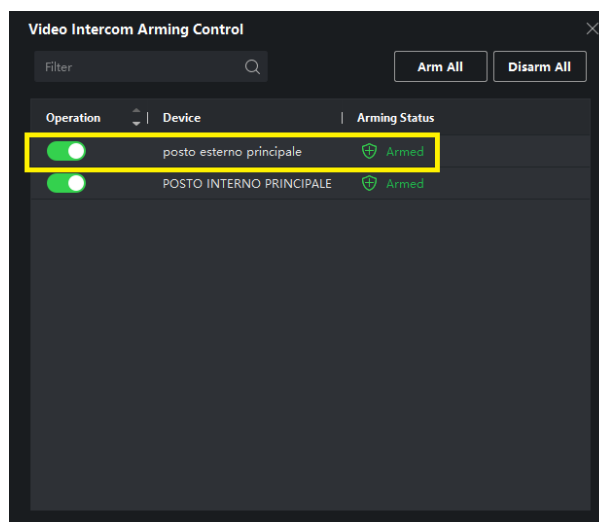 Video Intercom Arming Control
Filter
Arm All Disarm All
Operation Device Arming Status
posto esterno principale Armed
POSTO INTERNO PRINCIPALE Armed